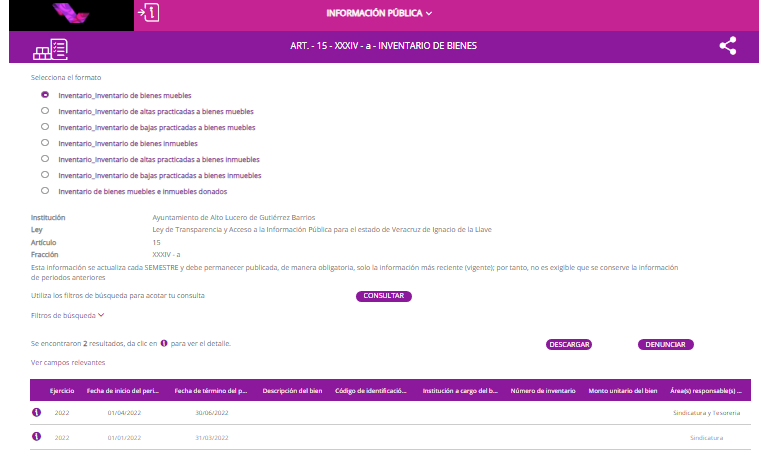 INFORMACIÓN PÚBLICA
ART. - 15 - XXXIV - a - INVENTARIO DE BIENES
Selecciona el formato
Inventario_Inventario de bienes muebles
Inventario_Inventario de altas practicadas a bienes muebles
Inventario_Inventario de bajas practicadas a bienes muebles
Inventario_Inventario de bienes inmuebles
Inventario_Inventario de altas practicadas a bienes inmuebles
Inventario_Inventario de bajas practicadas a bienes inmuebles
Inventario de bienes muebles e inmuebles donados
Institución Ayuntamiento de Alto Lucero de Gutiérrez Barrios
Ley Ley de Transparencia y Acceso a la Información Pública para el estado de Veracruz de Ignacio de la Llave
Artículo 15
Fracción XXXIV - a
Esta información se actualiza cada SEMESTRE y debe permanecer publicada, de manera obligatoria, solo la información más reciente (vigente); por tanto, no es exigible que se conserve la información
de periodos anteriores
Utiliza los filtros de búsqueda para acotar tu consulta CONSULTAR
Filtros de búsqueda
Se encontraron 2 resultados, da clic en i para ver el detalle. DESCARGAR DENUNCIAR
Ver campos relevantes
Ejercicio Fecha de inicio del peri... Fecha de término del p... Descripción del bien Código de identificació... Institución a cargo del b... Número de inventario Monto unitario del bien Área(s) responsable(s) ...
2022 01/04/2022 30/06/2022 Sindicatura y Tesorería
2022 01/01/2022 31/03/2022 Sindicatura